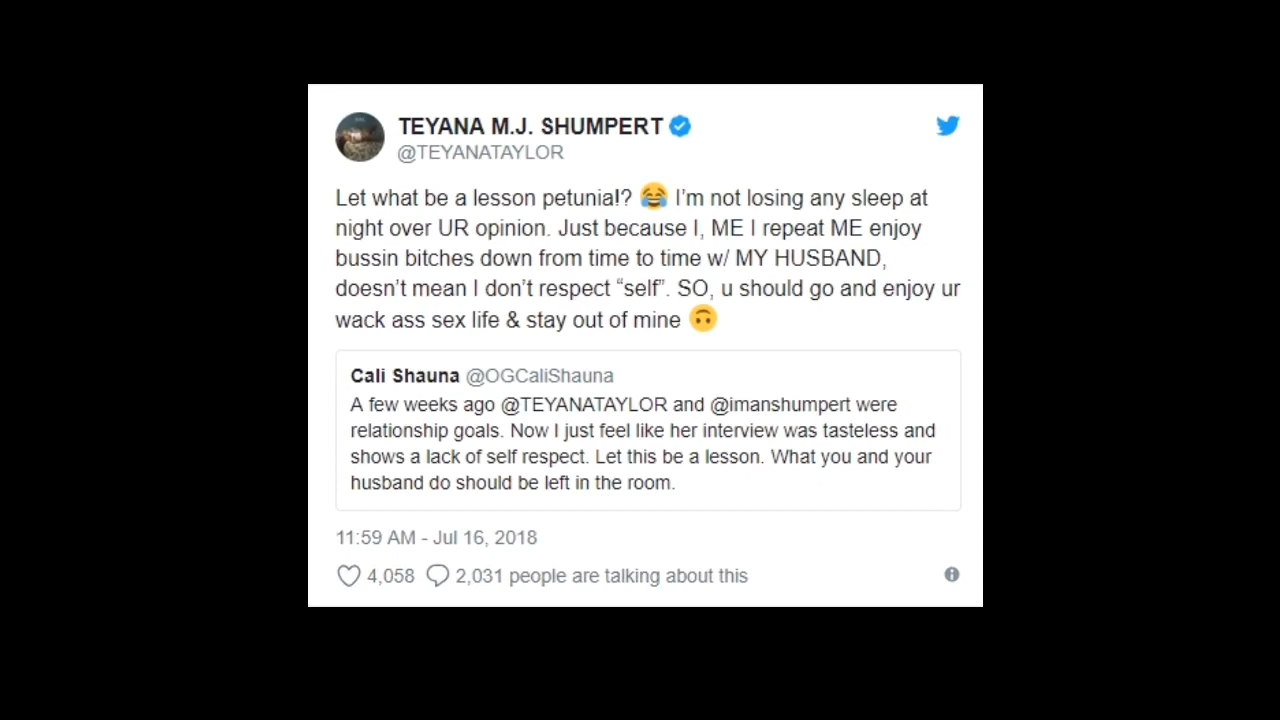 TEYANA M.J. SHUMPERT
@TEYANATAYLOR
Let what be a lesson petunia!? 😂 I’m not losing any sleep at
night over UR opinion. Just because I, ME I repeat ME enjoy
bussin bitches down from time to time w/ MY HUSBAND,
doesn’t mean I don’t respect “self”. SO, u should go and enjoy ur
wack ass sex life & stay out of mine 🙃
Cali Shauna @OGCaliShauna
A few weeks ago @TEYANATAYLOR and @imanshumpert were
relationship goals. Now I just feel like her interview was tasteless and
shows a lack of self respect. Let this be a lesson. What you and your
husband do should be left in the room.
11:59 AM - Jul 16, 2018
4,058 2,031 people are talking about this